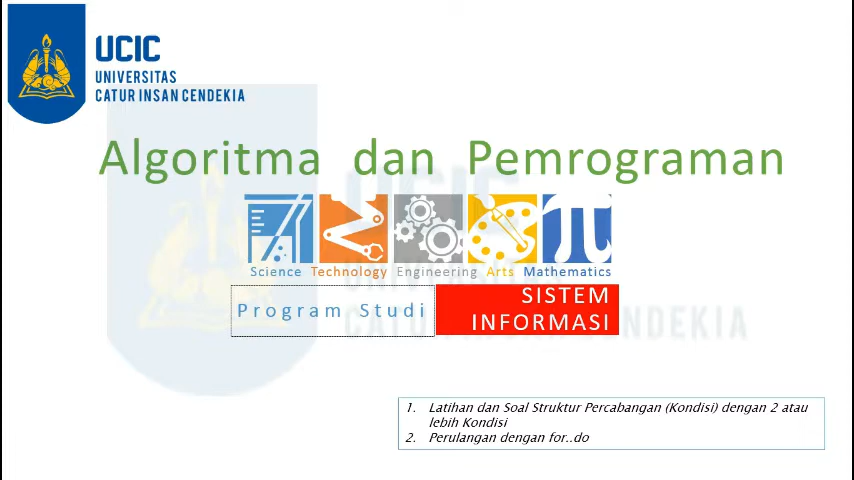 UCIC
UNIVERSITAS
CATUR INSAN CENDEKIA
Algoritma dan Pemrograman
Science Technology Engineering Arts Mathematics
Program Studi
SISTEM
INFORMASI
1. Latihan dan Soal Struktur Percabangan (Kondisi) dengan 2 atau
lebih Kondisi
2. Perulangan dengan for..do